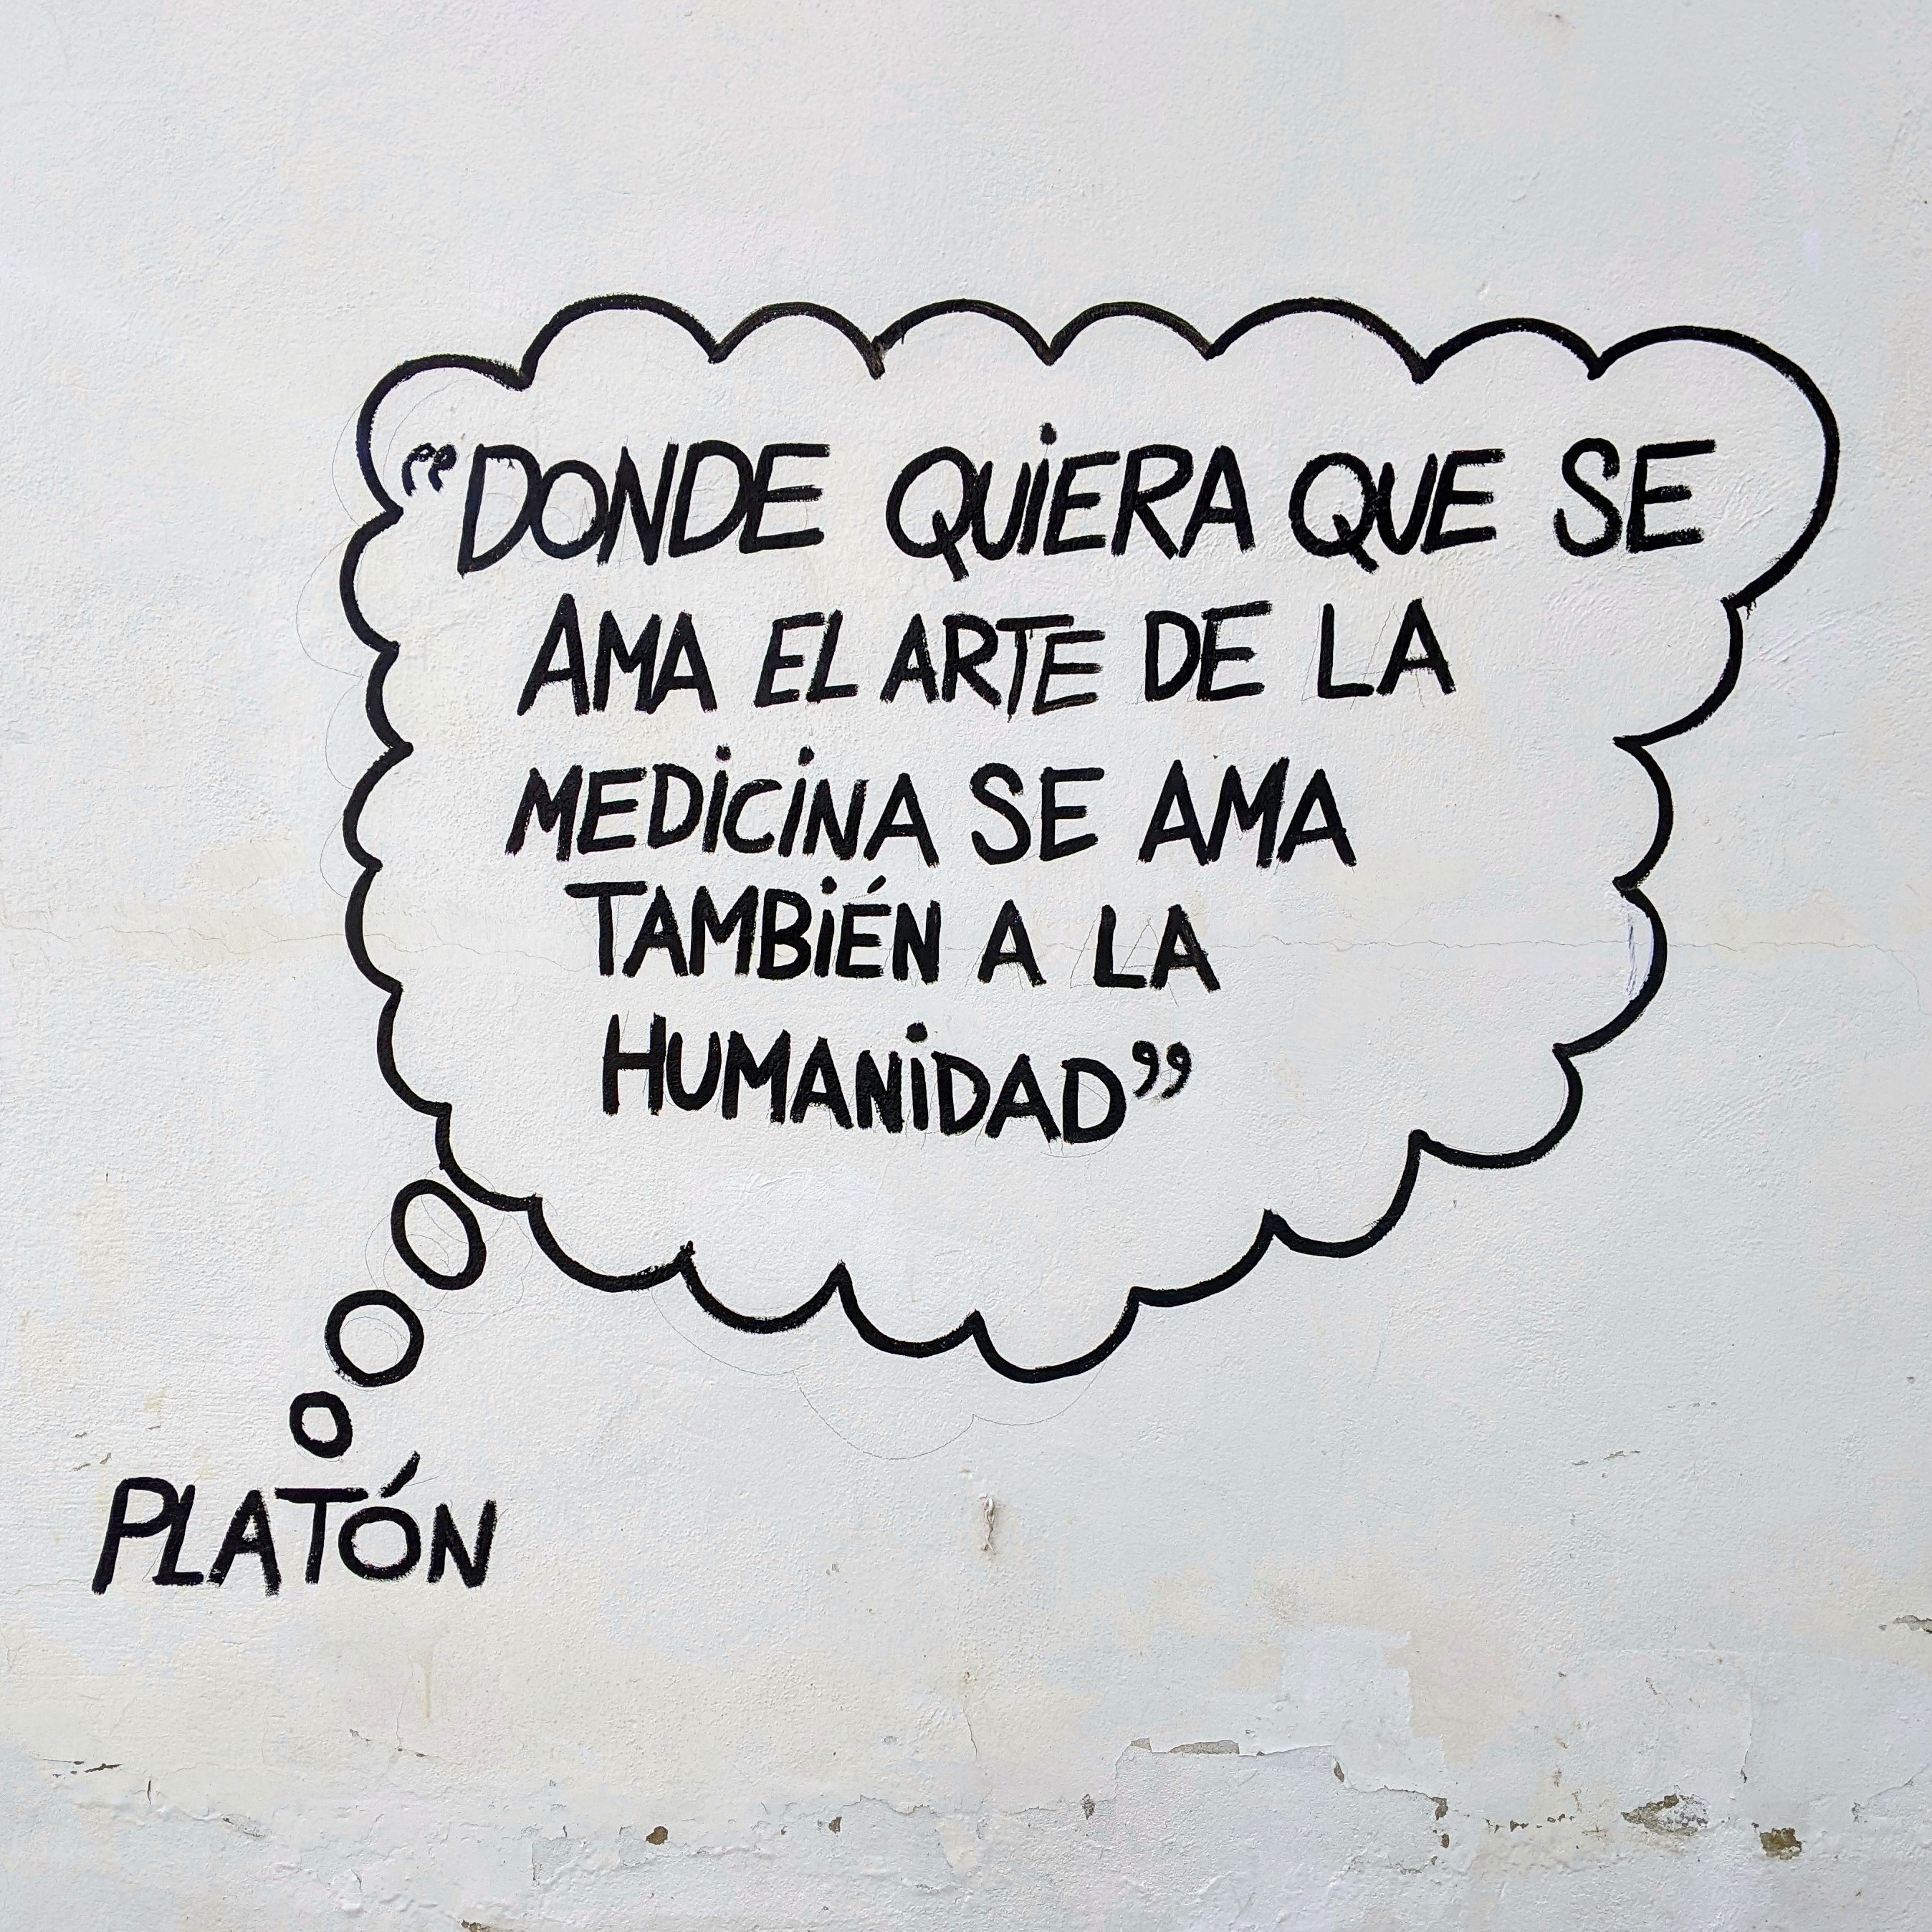 “DONDE QUIERA QUE SE
AMA EL ARTE DE LA
MEDICINA SE AMA
TAMBIÉN A LA
HUMANIDAD”
PLATÓN